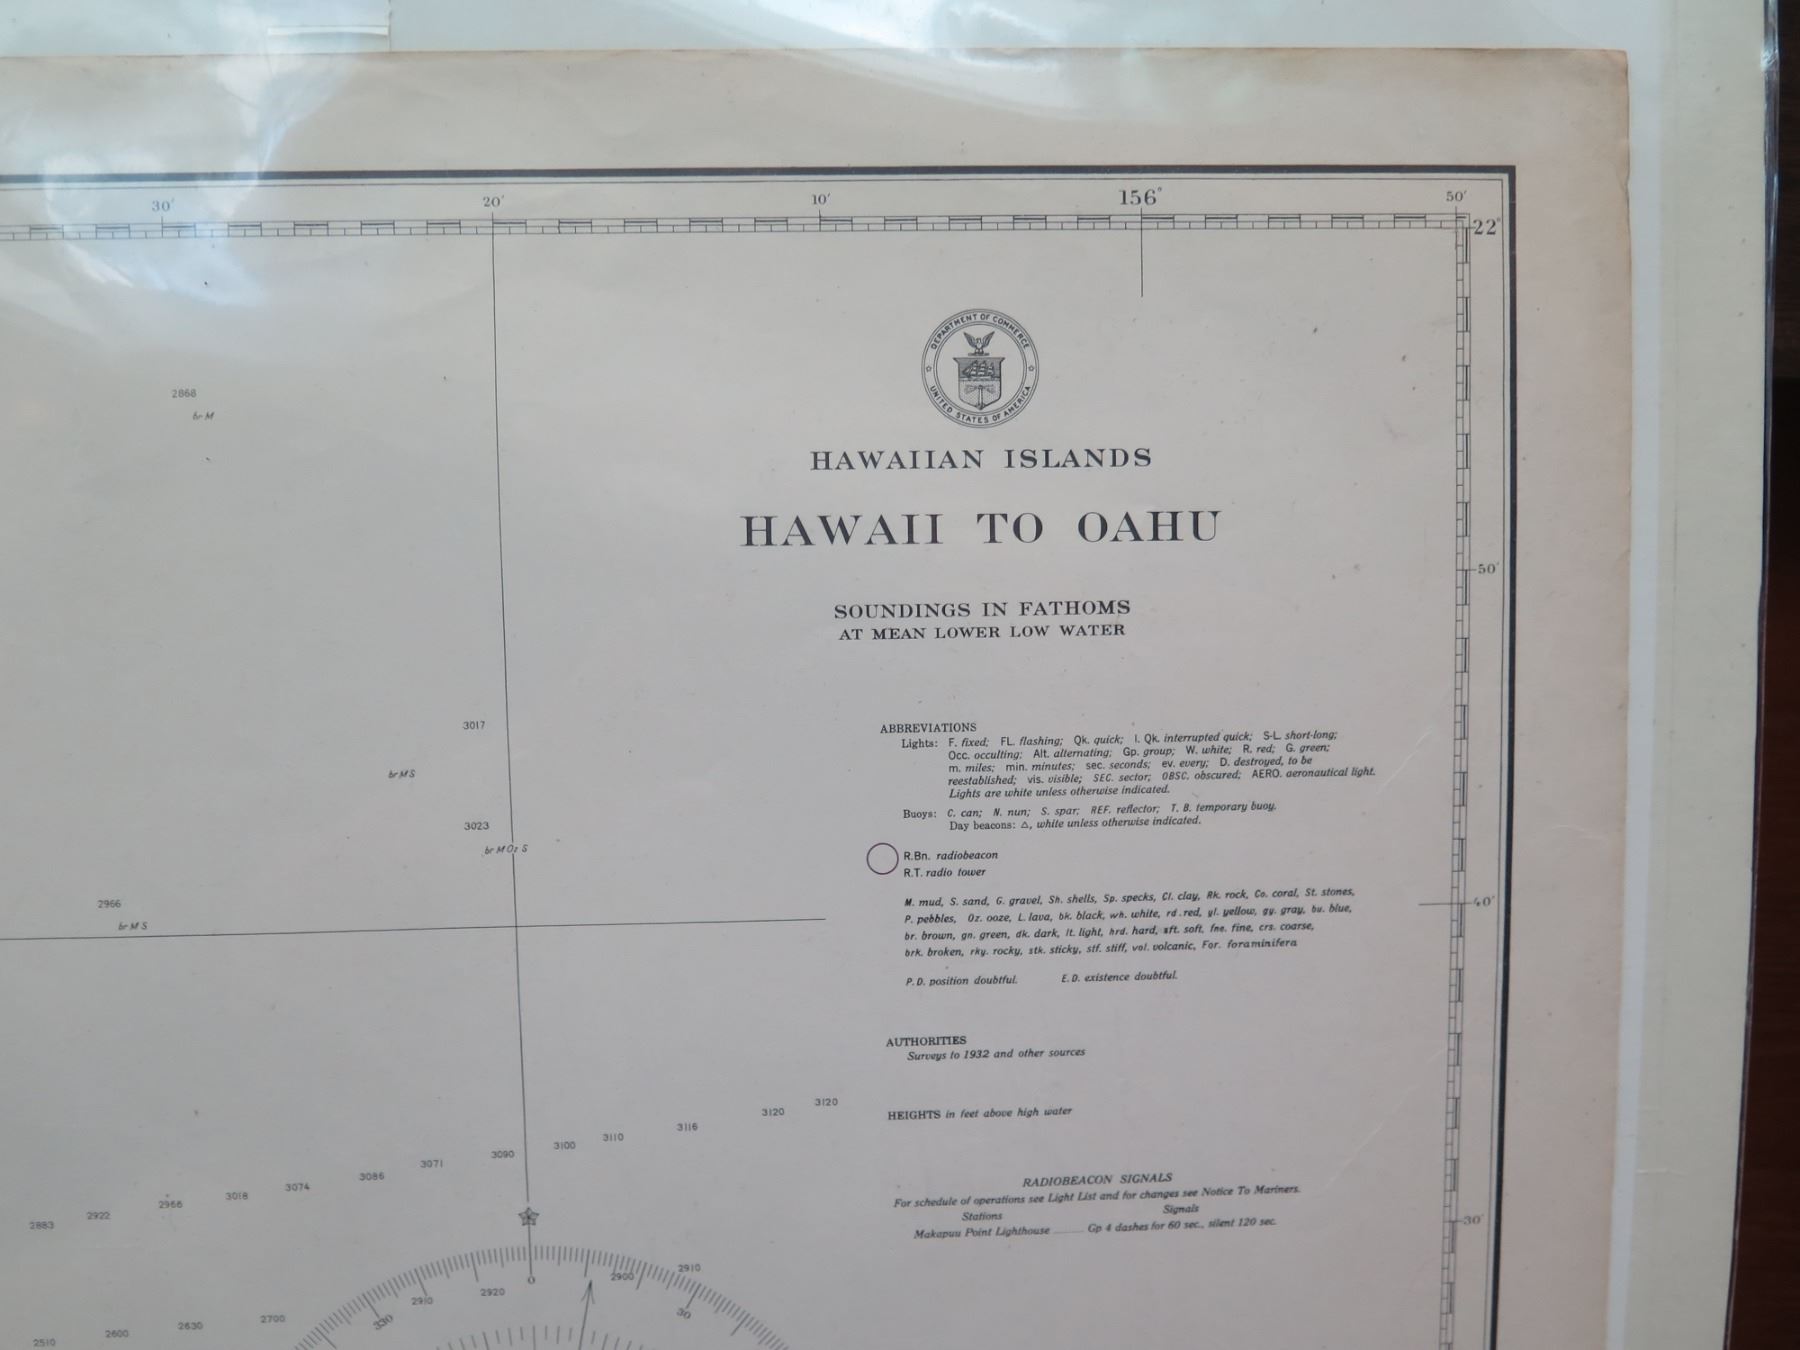 30′ 20′ 10′ 156° 50′
22°
DEPARTMENT OF COMMERCE
UNITED STATES OF AMERICA
2868
br M
HAWAIIAN ISLANDS
HAWAII TO OAHU
50′
SOUNDINGS IN FATHOMS
AT MEAN LOWER LOW WATER
3017
br M S
3023
br M Oz S
ABBREVIATIONS
Lights: F. fixed; FL. flashing; Qk. quick; I. Qk. interrupted quick; S-L. short-long;
Occ. occulting; Alt. alternating; Gp. group; W. white; R. red; G. green;
m. miles; min. minutes; sec. seconds; ev. every; D. destroyed, to be
reestablished; vis. visible; SEC. sector; OBSC. obscured; AERO. aeronautical light.
Lights are white unless otherwise indicated.
Buoys: C. can; N. nun; S. spar; REF. reflector; T. B. temporary buoy.
Day beacons: △, white unless otherwise indicated.
R.Bn. radiobeacon
R.T. radio tower
2966
br M S
M. mud, S. sand, G. gravel, Sh. shells, Sp. specks, Cl. clay, Rk. rock, Co. coral, St. stones,
P. pebbles, Oz. ooze, L. lava, bk. black, wh. white, rd. red, yl. yellow, gy. gray, bu. blue,
br. brown, gn. green, dk. dark, lt. light, hrd. hard, sft. soft, fne. fine, crs. coarse,
brk. broken, rky. rocky, stk. sticky, stf. stiff, vol. volcanic, For. foraminifera
40′
P.D. position doubtful. E.D. existence doubtful.
AUTHORITIES
Surveys to 1932 and other sources
HEIGHTS in feet above high water
2883 2922 2966 3018 3074 3086 3071 3090 3100 3110 3116 3120 3120
RADIOBEACON SIGNALS
For schedule of operations see Light List and for changes see Notice To Mariners.
Stations Signals
Makapuu Point Lighthouse ........ Gp 4 dashes for 60 sec., silent 120 sec.
30′
2510 2600 2630 2700 2910 2920 2900 2910
330 0 30